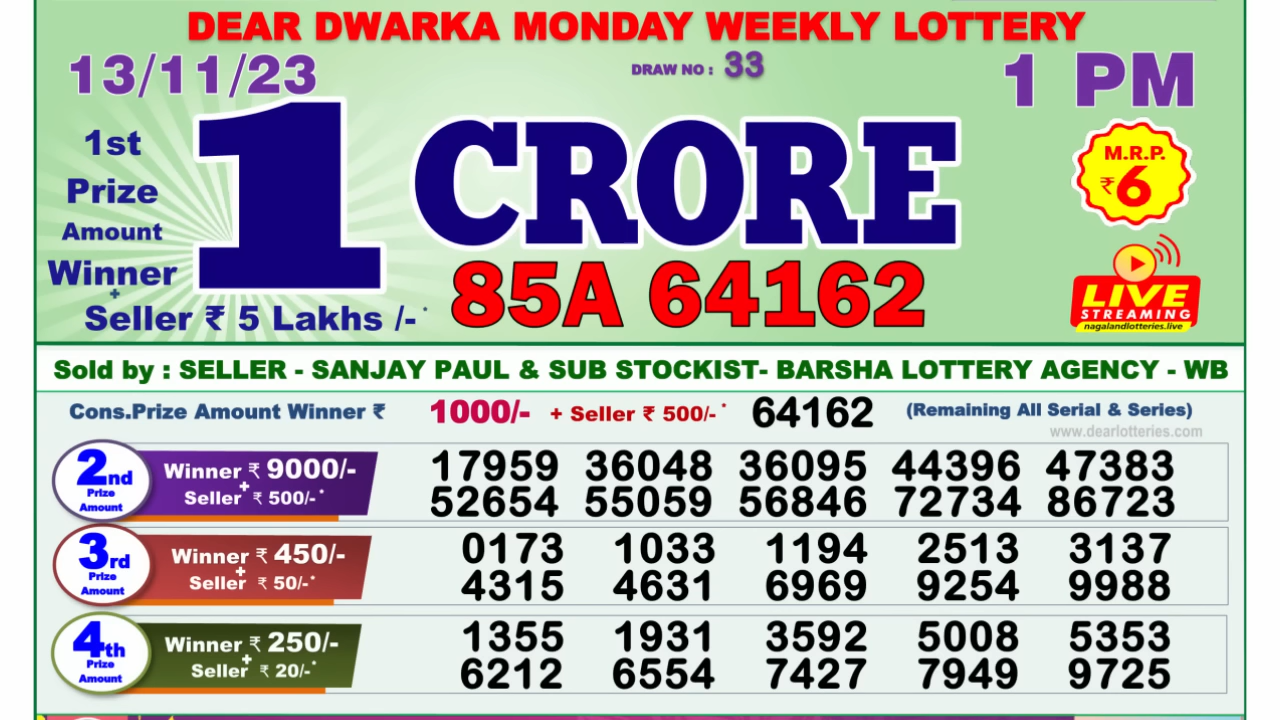 DEAR DWARKA MONDAY WEEKLY LOTTERY
13/11/23
DRAW NO : 33
1 PM
1st
Prize
Amount
Winner
+
Seller ₹ 5 Lakhs /-*
1 CRORE
85A 64162
M.R.P.
₹6
LIVE
STREAMING
nagalandlotteries.live
Sold by : SELLER - SANJAY PAUL & SUB STOCKIST- BARSHA LOTTERY AGENCY - WB
Cons.Prize Amount Winner ₹ 1000/- + Seller ₹ 500/-* 64162 (Remaining All Serial & Series)
www.dearlotteries.com
2nd
Prize
Amount
Winner ₹ 9000/-
+
Seller ₹ 500/-*
17959 36048 36095 44396 47383
52654 55059 56846 72734 86723
3rd
Prize
Amount
Winner ₹ 450/-
+
Seller ₹ 50/-*
0173 1033 1194 2513 3137
4315 4631 6969 9254 9988
4th
Prize
Amount
Winner ₹ 250/-
+
Seller ₹ 20/-*
1355 1931 3592 5008 5353
6212 6554 7427 7949 9725